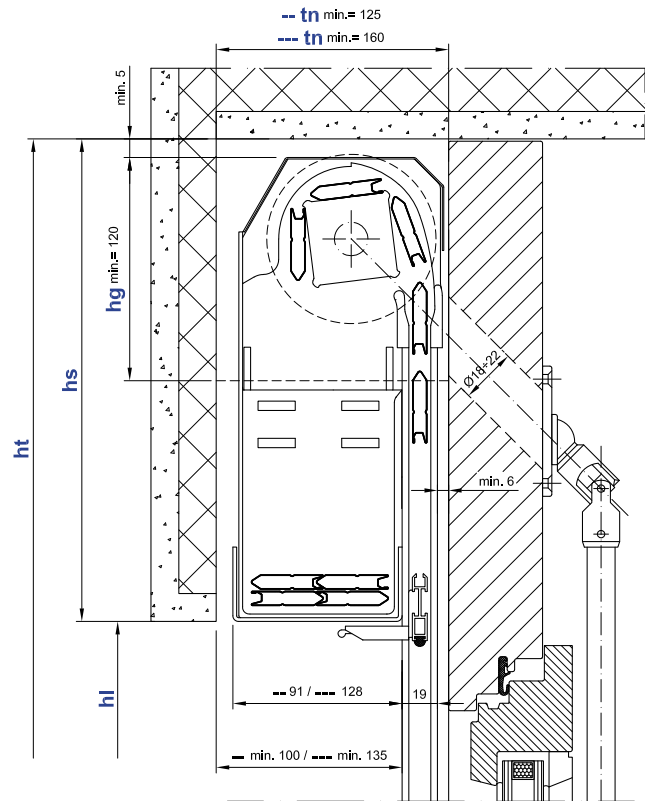 -- tn min.= 125
--- tn min.= 160
min. 5
hg min.= 120
hs
ht
Ø18÷22
min. 6
hl
-- 91 / --- 128
19
-- min. 100 / --- min. 135